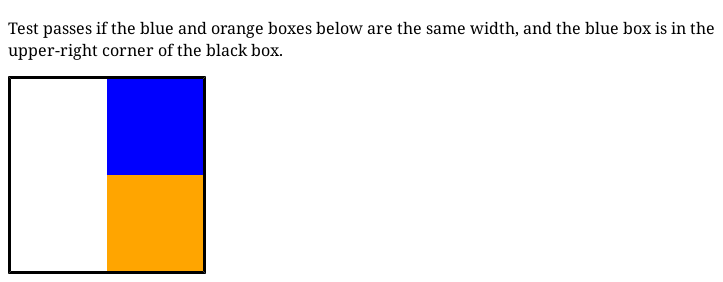 Test passes if the blue and orange boxes below are the same width, and the blue box is in the
upper-right corner of the black box.